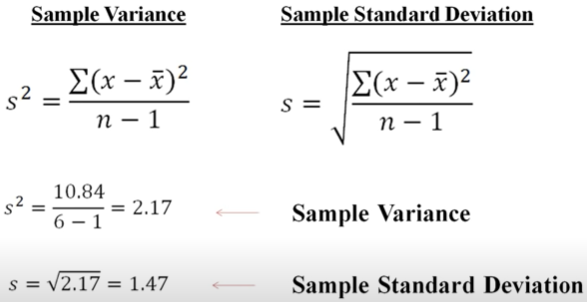 Sample Variance
Sample Standard Deviation
s² = ∑(x − x̄)² / n − 1
s = √(∑(x − x̄)² / n − 1)
s² = 10.84 / 6 − 1 = 2.17 ← Sample Variance
s = √2.17 = 1.47 ← Sample Standard Deviation